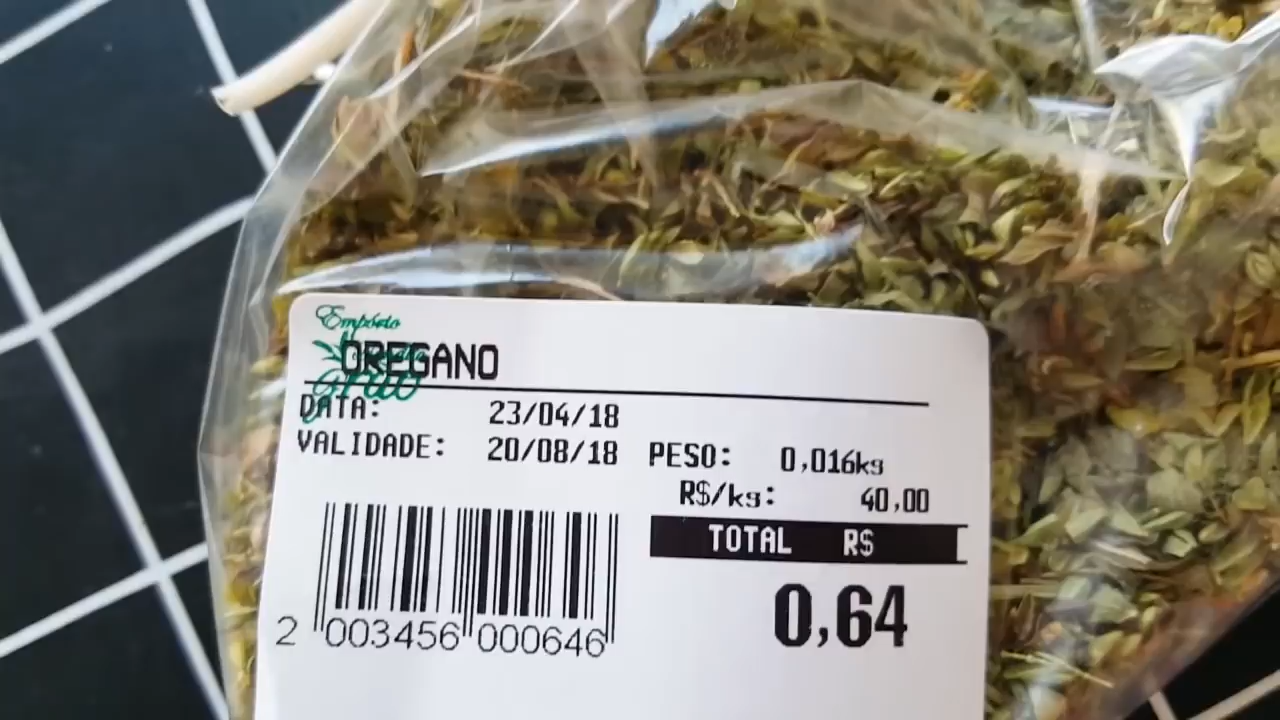 Empório
OREGANO
grão
DATA: 23/04/18
VALIDADE: 20/08/18 PESO: 0,016kg
R$/kg: 40,00
TOTAL R$
0,64
2 003456 000646